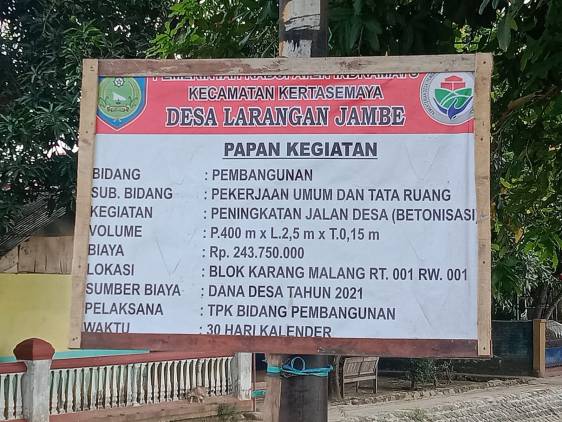 PEMERINTAH KABUPATEN INDRAMAYU
KECAMATAN KERTASEMAYA
DESA LARANGAN JAMBE
PAPAN KEGIATAN
BIDANG : PEMBANGUNAN
SUB. BIDANG : PEKERJAAN UMUM DAN TATA RUANG
KEGIATAN : PENINGKATAN JALAN DESA (BETONISASI)
VOLUME : P.400 m x L.2,5 m x T.0,15 m
BIAYA : Rp. 243.750.000
LOKASI : BLOK KARANG MALANG RT. 001 RW. 001
SUMBER BIAYA : DANA DESA TAHUN 2021
PELAKSANA : TPK BIDANG PEMBANGUNAN
WAKTU : 30 HARI KALENDER